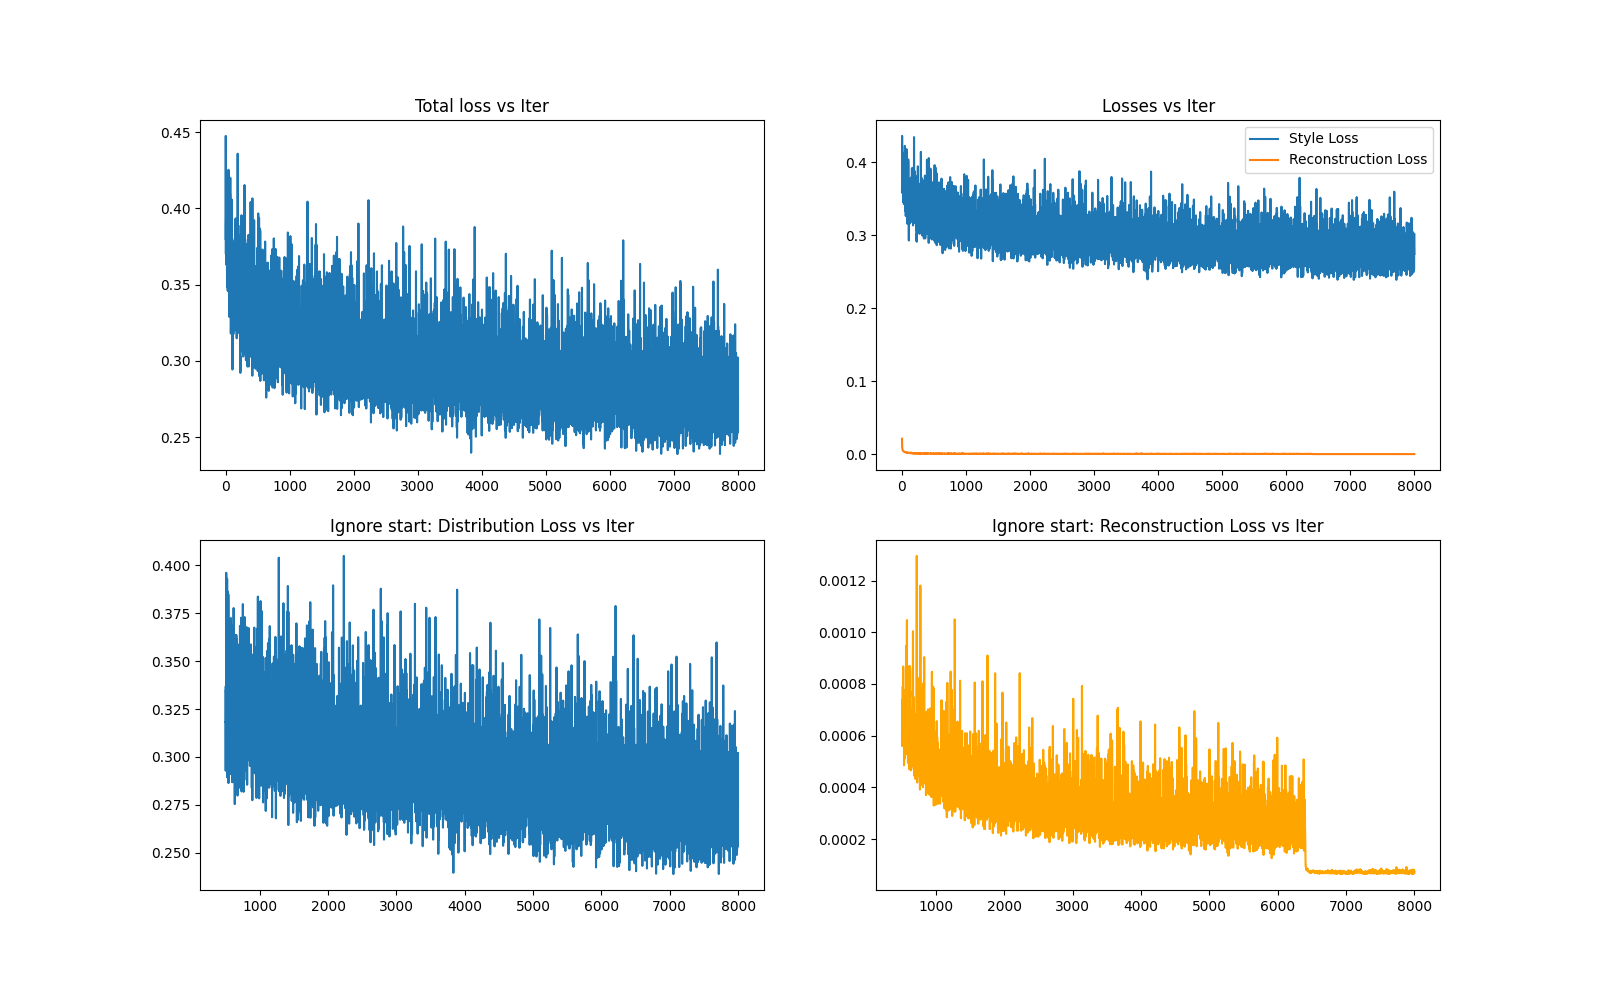 Total loss vs Iter
0.45
0.40
0.35
0.30
0.25
0 1000 2000 3000 4000 5000 6000 7000 8000
Losses vs Iter
Style Loss
Reconstruction Loss
0.4
0.3
0.2
0.1
0.0
0 1000 2000 3000 4000 5000 6000 7000 8000
Ignore start: Distribution Loss vs Iter
0.400
0.375
0.350
0.325
0.300
0.275
0.250
1000 2000 3000 4000 5000 6000 7000 8000
Ignore start: Reconstruction Loss vs Iter
0.0012
0.0010
0.0008
0.0006
0.0004
0.0002
1000 2000 3000 4000 5000 6000 7000 8000